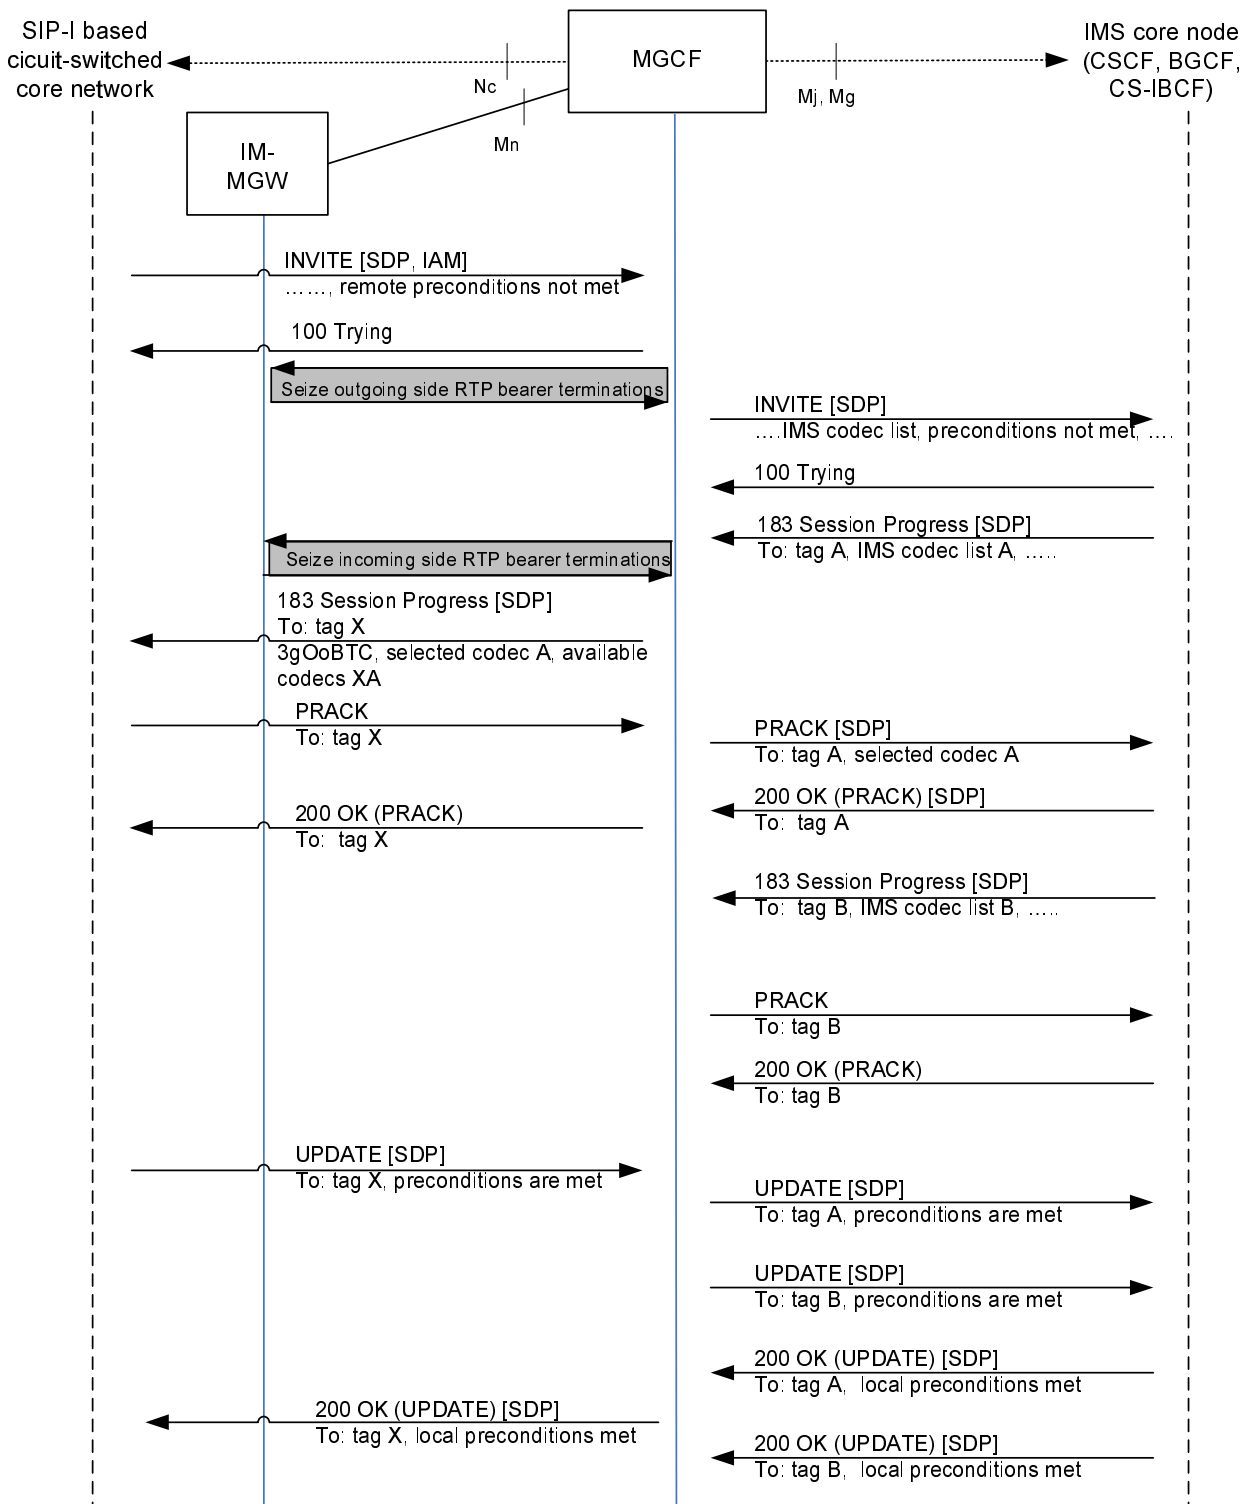 SIP-I based
cicuit-switched
core network
MGCF
IMS core node
(CSCF, BGCF,
CS-IBCF)
Nc
Mj, Mg
Mn
IM-
MGW
INVITE [SDP, IAM]
……, remote preconditions not met
100 Trying
Seize outgoing side RTP bearer terminations
INVITE [SDP]
….IMS codec list, preconditions not met, ….
100 Trying
183 Session Progress [SDP]
To: tag A, IMS codec list A, …..
Seize incoming side RTP bearer terminations
183 Session Progress [SDP]
To: tag X
3gOoBTC, selected codec A, available
codecs XA
PRACK
To: tag X
PRACK [SDP]
To: tag A, selected codec A
200 OK (PRACK) [SDP]
To:  tag A
200 OK (PRACK)
To:  tag X
183 Session Progress [SDP]
To:  tag B, IMS codec list B, …..
PRACK
To: tag B
200 OK (PRACK)
To: tag B
UPDATE [SDP]
To: tag X, preconditions are met
UPDATE [SDP]
To: tag A, preconditions are met
UPDATE [SDP]
To: tag B, preconditions are met
200 OK (UPDATE) [SDP]
To: tag A,  local preconditions met
200 OK (UPDATE) [SDP]
To: tag X, local preconditions met
200 OK (UPDATE) [SDP]
To: tag B,  local preconditions met